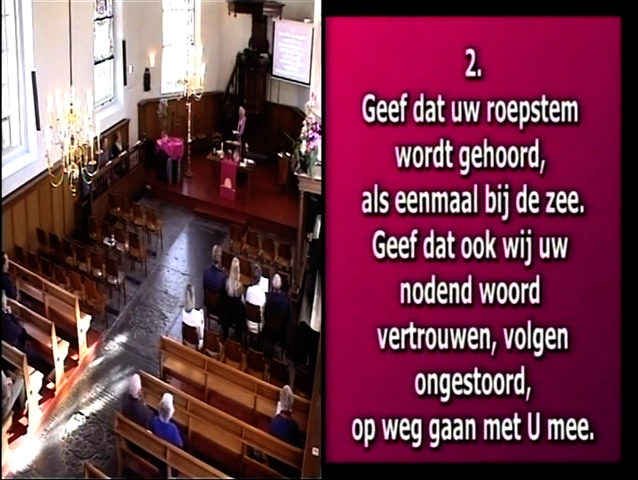 2.
Geef dat uw roepstem
wordt gehoord,
als eenmaal bij de zee.
Geef dat ook wij uw
nodend woord
vertrouwen, volgen
ongestoord,
op weg gaan met U mee.